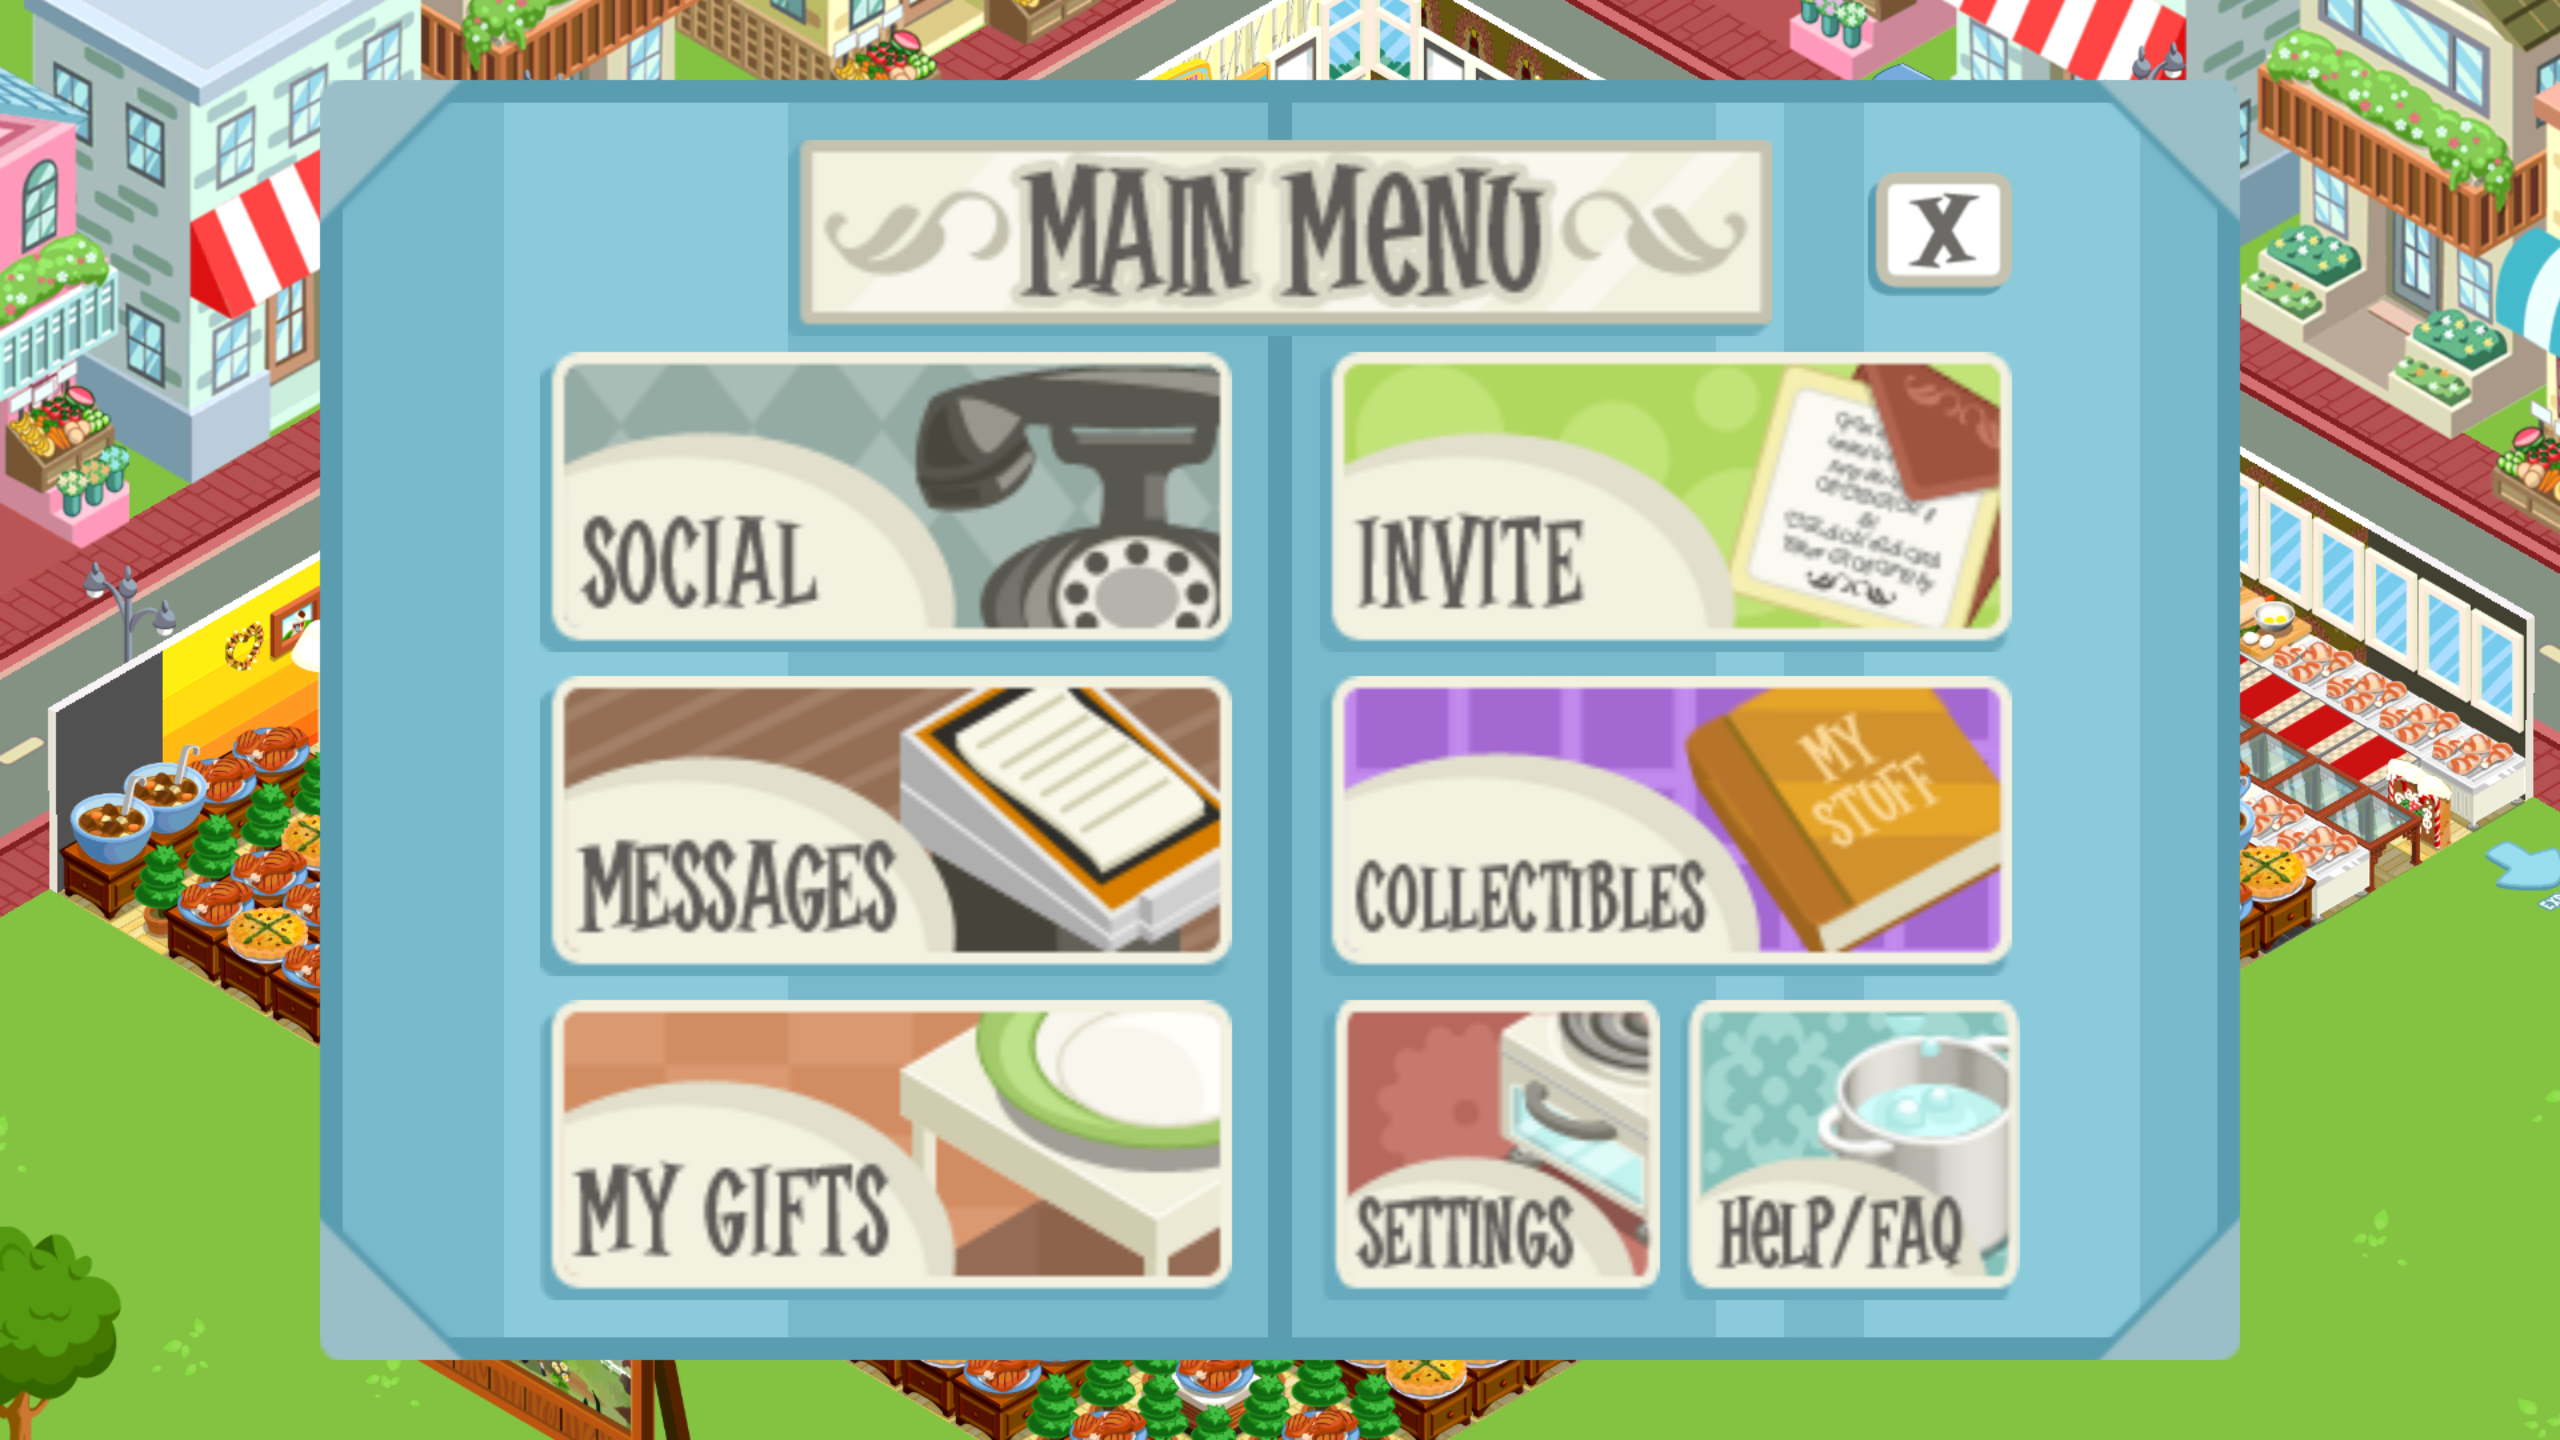 MAIN MENU
X
SOCIAL
INVITE
MESSAGES
MY
STUFF
COLLECTIBLES
MY GIFTS
SETTINGS
HELP/FAQ